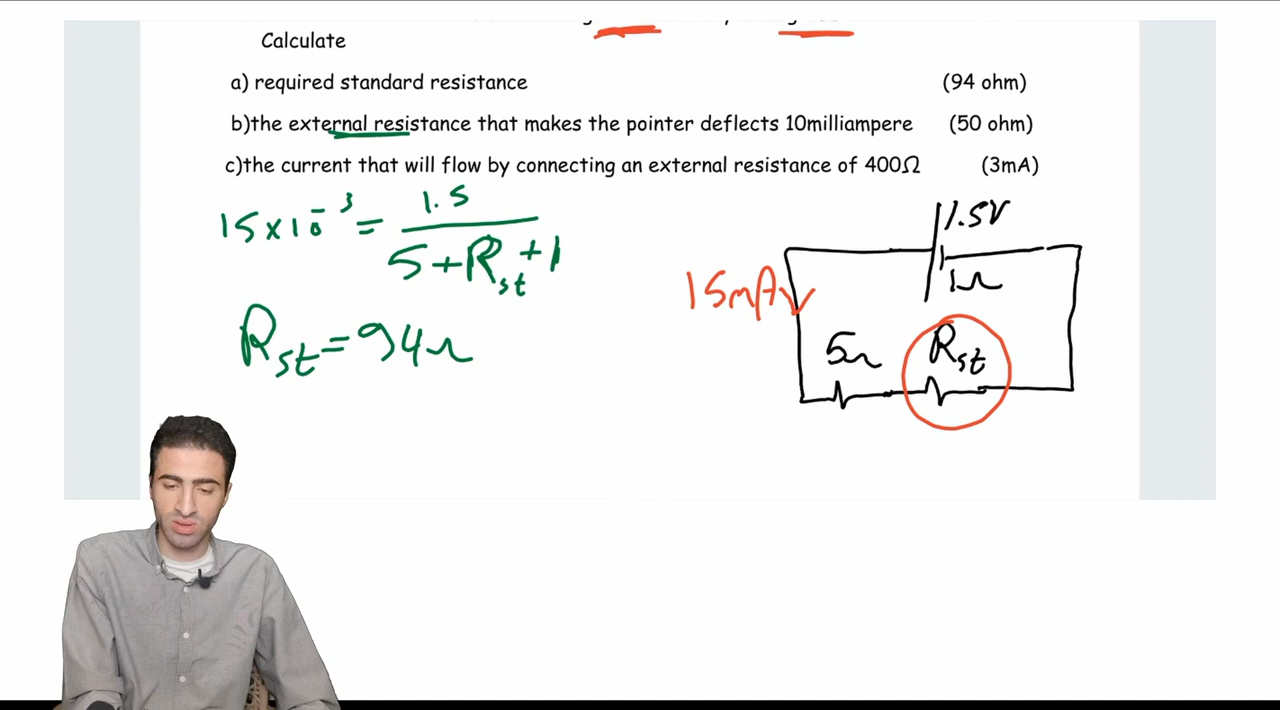 Calculate
a) required standard resistance (94 ohm)
b)the external resistance that makes the pointer deflects 10milliampere (50 ohm)
c)the current that will flow by connecting an external resistance of 400Ω (3mA)
15×10⁻³ = 1.5 / 5+Rst+1
Rst=94Ω
1.5V
1Ω
15mA
5Ω
Rst